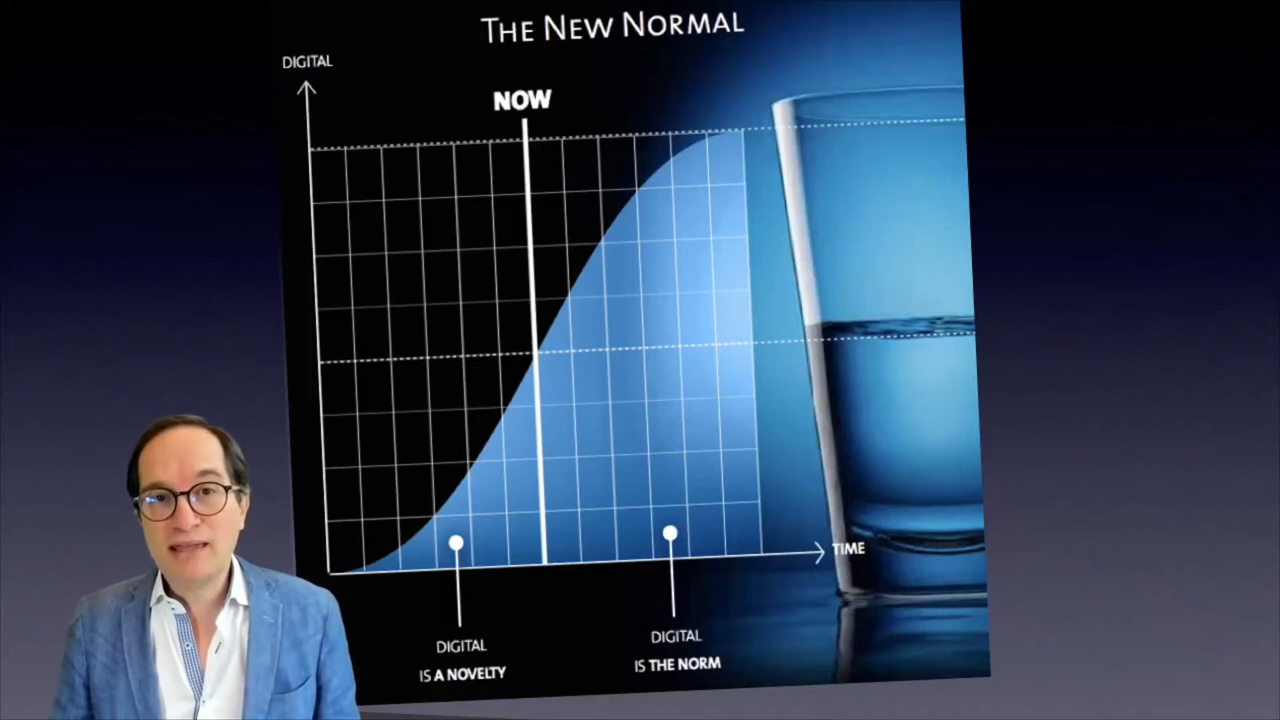 THE NEW NORMAL
DIGITAL
NOW
TIME
DIGITAL
IS A NOVELTY
DIGITAL
IS THE NORM